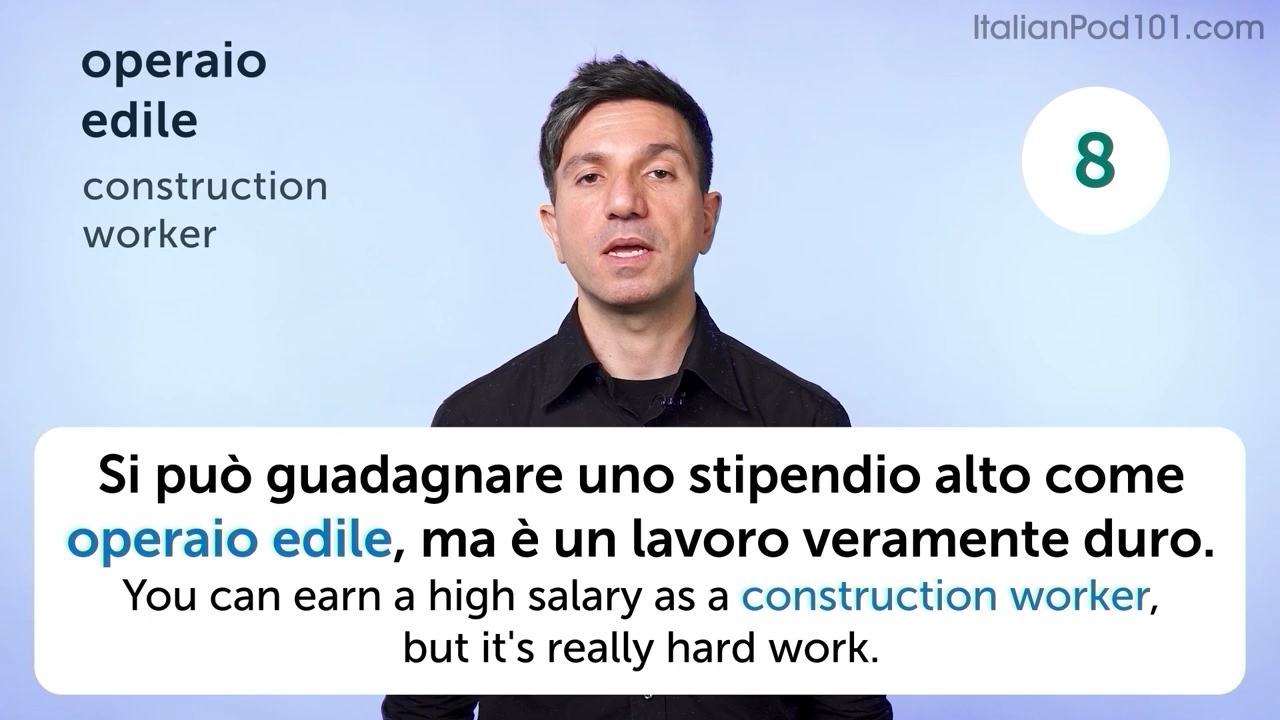 ItalianPod101.com
operaio
edile
construction
worker
8
Si può guadagnare uno stipendio alto come
operaio edile, ma è un lavoro veramente duro.
You can earn a high salary as a construction worker,
but it's really hard work.